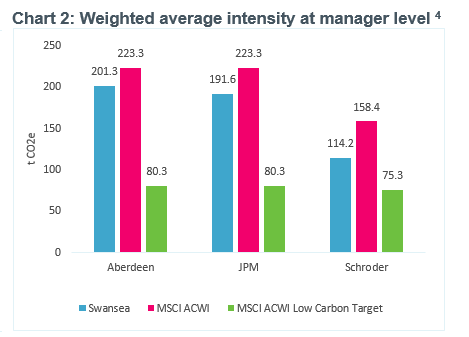 Chart 2: Weighted average intensity at manager level 4
250
200
150
100
50
0
t CO2e
201.3
223.3
80.3
191.6
223.3
80.3
114.2
158.4
75.3
Aberdeen
JPM
Schroder
Swansea
MSCI ACWI
MSCI ACWI Low Carbon Target